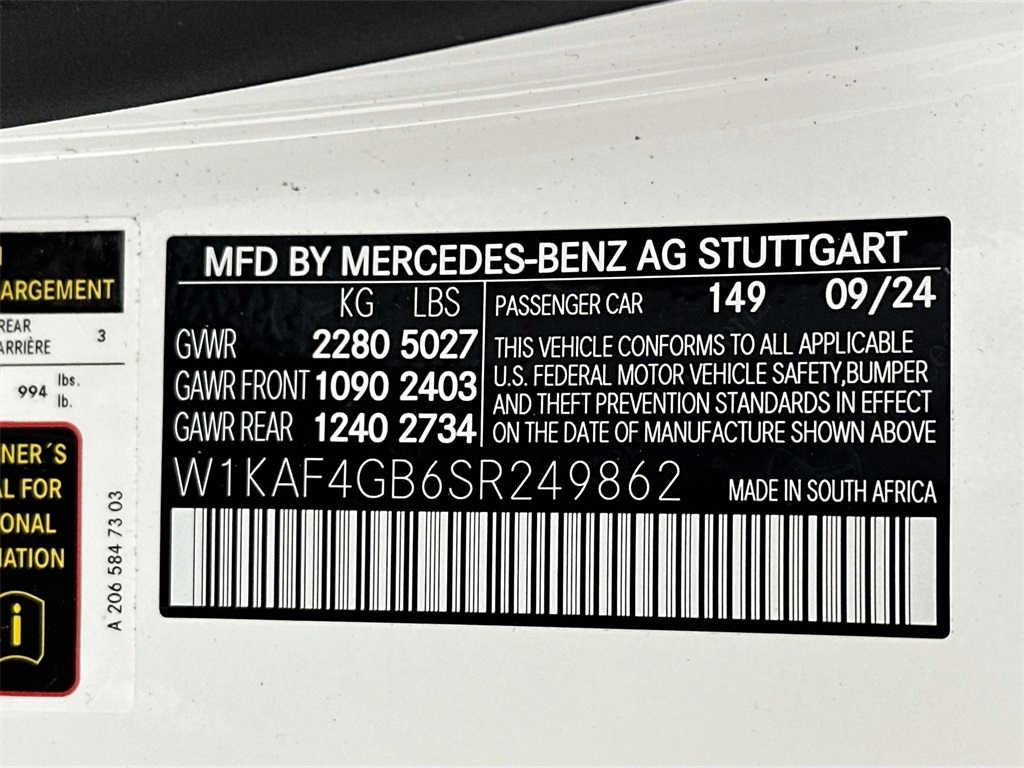 MFD BY MERCEDES-BENZ AG STUTTGART
KG LBS
GVWR 2280 5027
GAWR FRONT 1090 2403
GAWR REAR 1240 2734
PASSENGER CAR 149 09/24
THIS VEHICLE CONFORMS TO ALL APPLICABLE
U.S. FEDERAL MOTOR VEHICLE SAFETY,BUMPER
AND THEFT PREVENTION STANDARDS IN EFFECT
ON THE DATE OF MANUFACTURE SHOWN ABOVE
W1KAF4GB6SR249862 MADE IN SOUTH AFRICA
ARGEMENT
REAR 3
ARRIÈRE
994 lbs.
lb.
NER´S
L FOR
ONAL
MATION
i
A 206 584 73 03